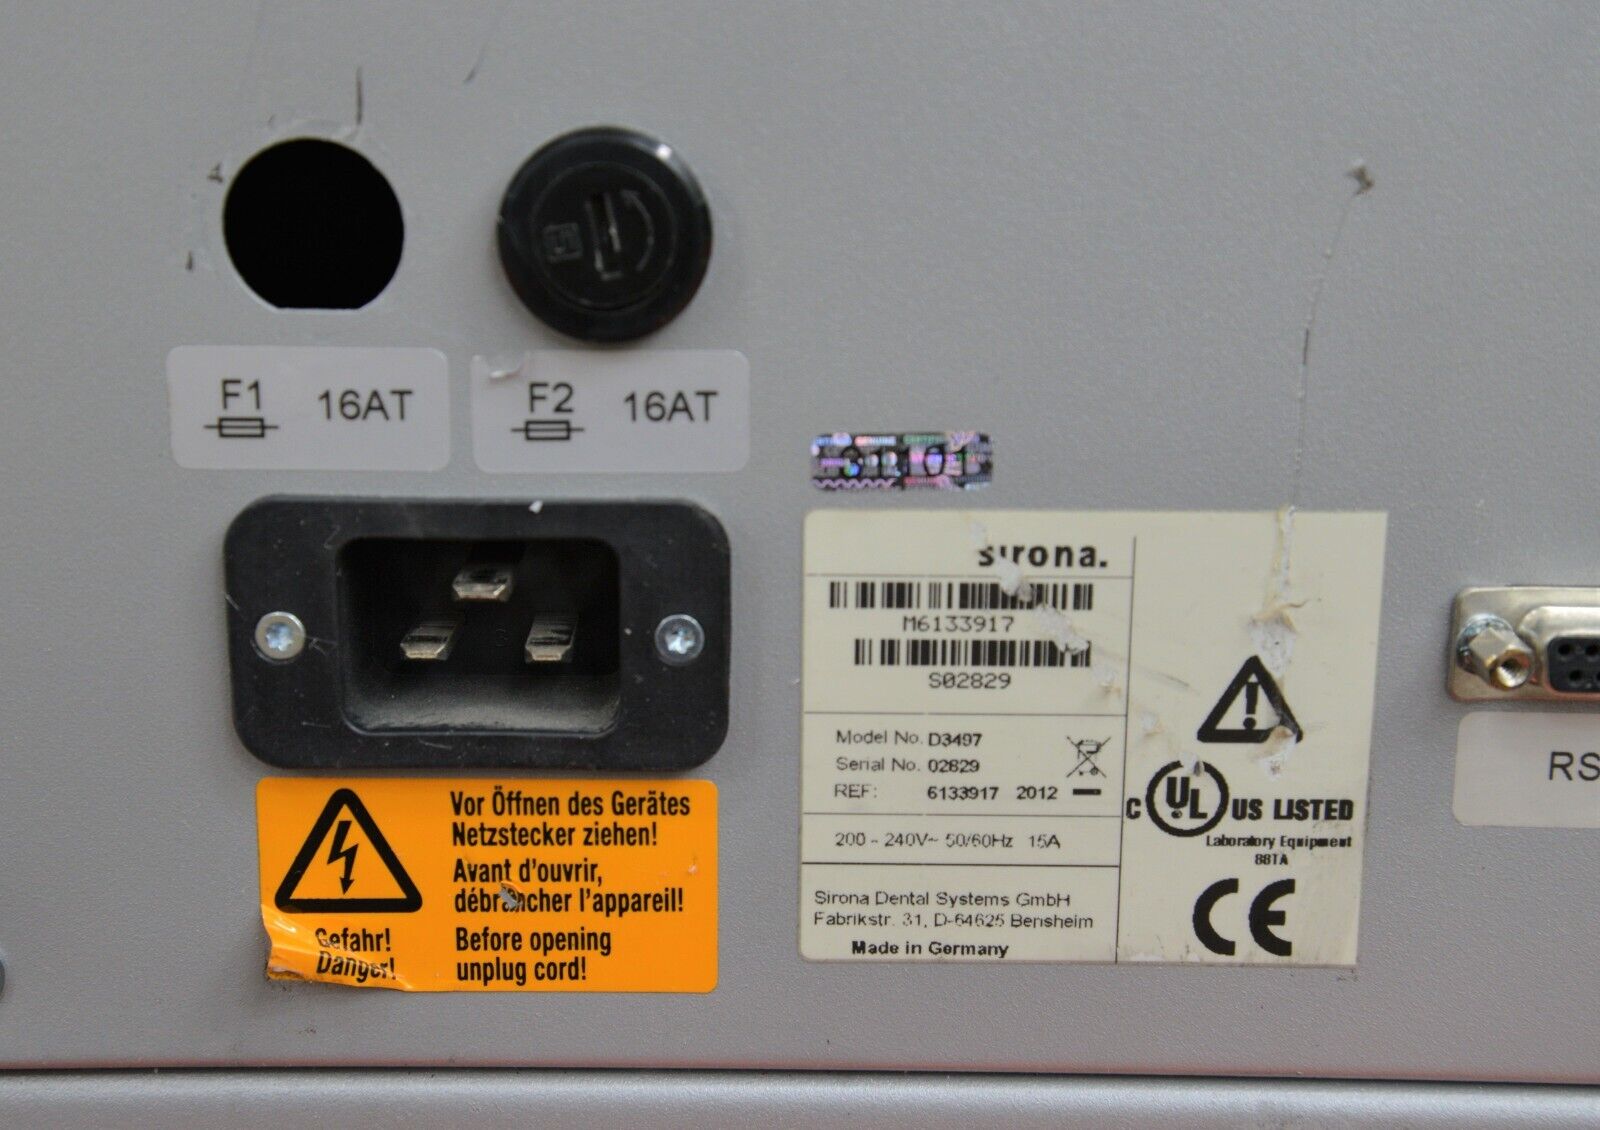 F1 16AT
F2 16AT
sirona.
M6133917
S02829
Model No. D3497
Serial No. 02829
REF: 6133917 2012
200 - 240V~ 50/60Hz 15A
Sirona Dental Systems GmbH
Fabrikstr. 31, D-64625 Bensheim
Made in Germany
C UL US LISTED
Laboratory Equipment
88TA
CE
Vor Öffnen des Gerätes
Netzstecker ziehen!
Avant d'ouvrir,
débrancher l'appareil!
Before opening
unplug cord!
Gefahr!
Danger!
RS